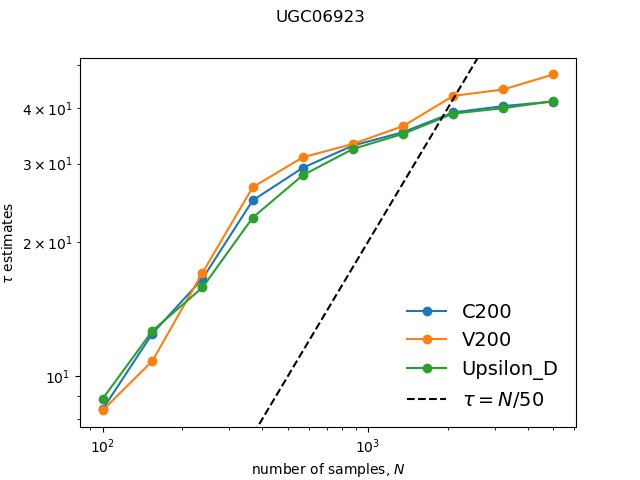 UGC06923
τ estimates
4 × 10¹
3 × 10¹
2 × 10¹
10¹
10²
10³
number of samples, N
C200
V200
Upsilon_D
τ = N/50